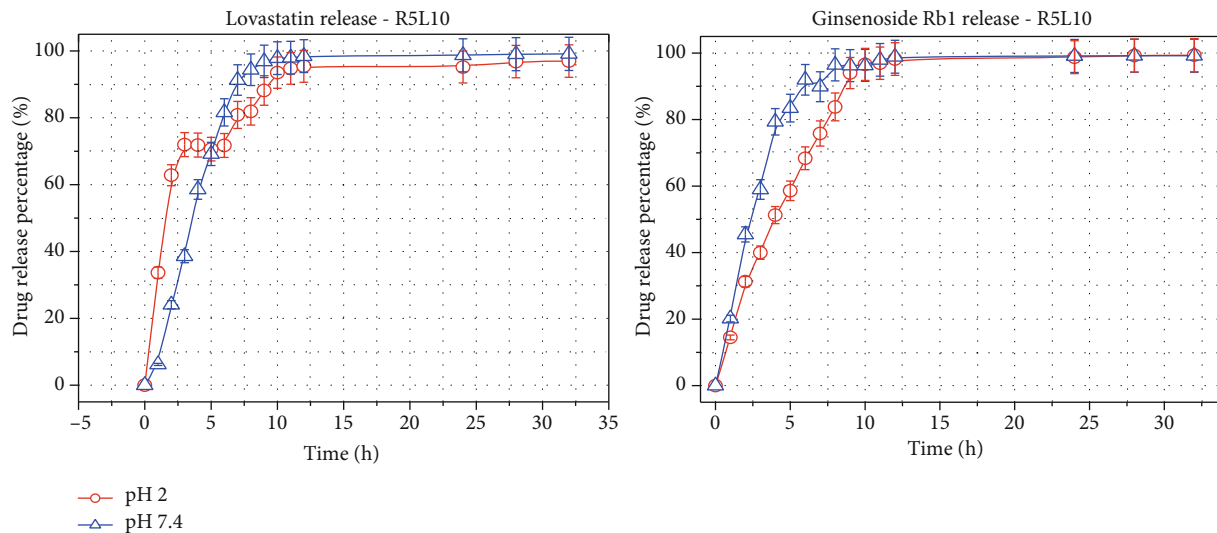 Lovastatin release - R5L10
Drug release percentage (%)
100
80
60
40
20
0
−5 0 5 10 15 20 25 30 35
Time (h)
Ginsenoside Rb1 release - R5L10
Drug release percentage (%)
100
80
60
40
20
0
0 5 10 15 20 25 30
Time (h)
pH 2
pH 7.4